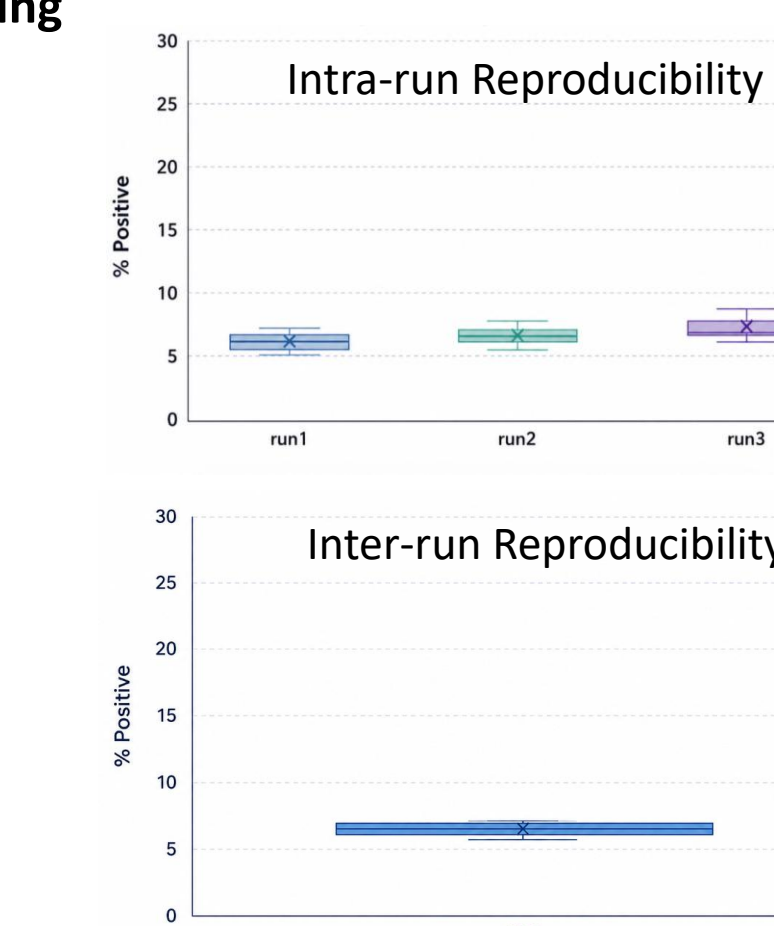 ing
Intra-run Reproducibility
30
25
20
15
10
5
0
% Positive
run1 run2 run3
Inter-run Reproducibility
30
25
20
15
10
5
0
% Positive